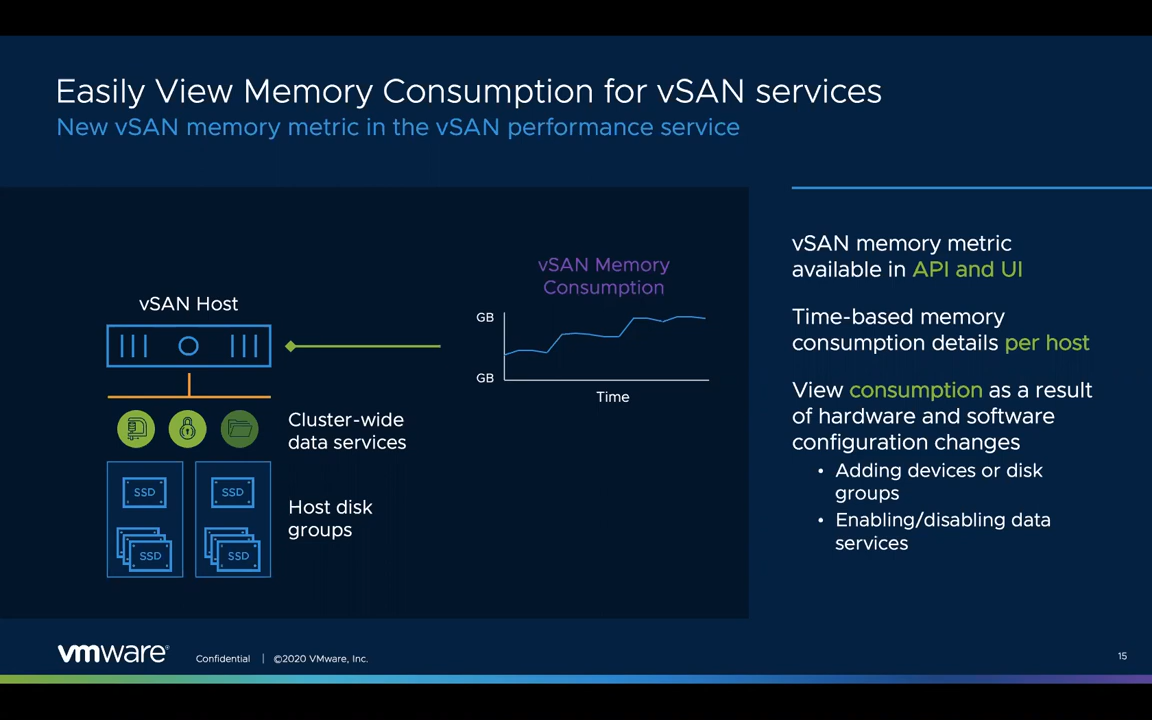 Easily View Memory Consumption for vSAN services
New vSAN memory metric in the vSAN performance service
vSAN Host
Cluster-wide
data services
SSD
SSD
SSD
SSD
Host disk
groups
vSAN Memory
Consumption
GB
GB
Time
vSAN memory metric
available in API and UI
Time-based memory
consumption details per host
View consumption as a result
of hardware and software
configuration changes
• Adding devices or disk
groups
• Enabling/disabling data
services
vmware®
Confidential | ©2020 VMware, Inc.
15